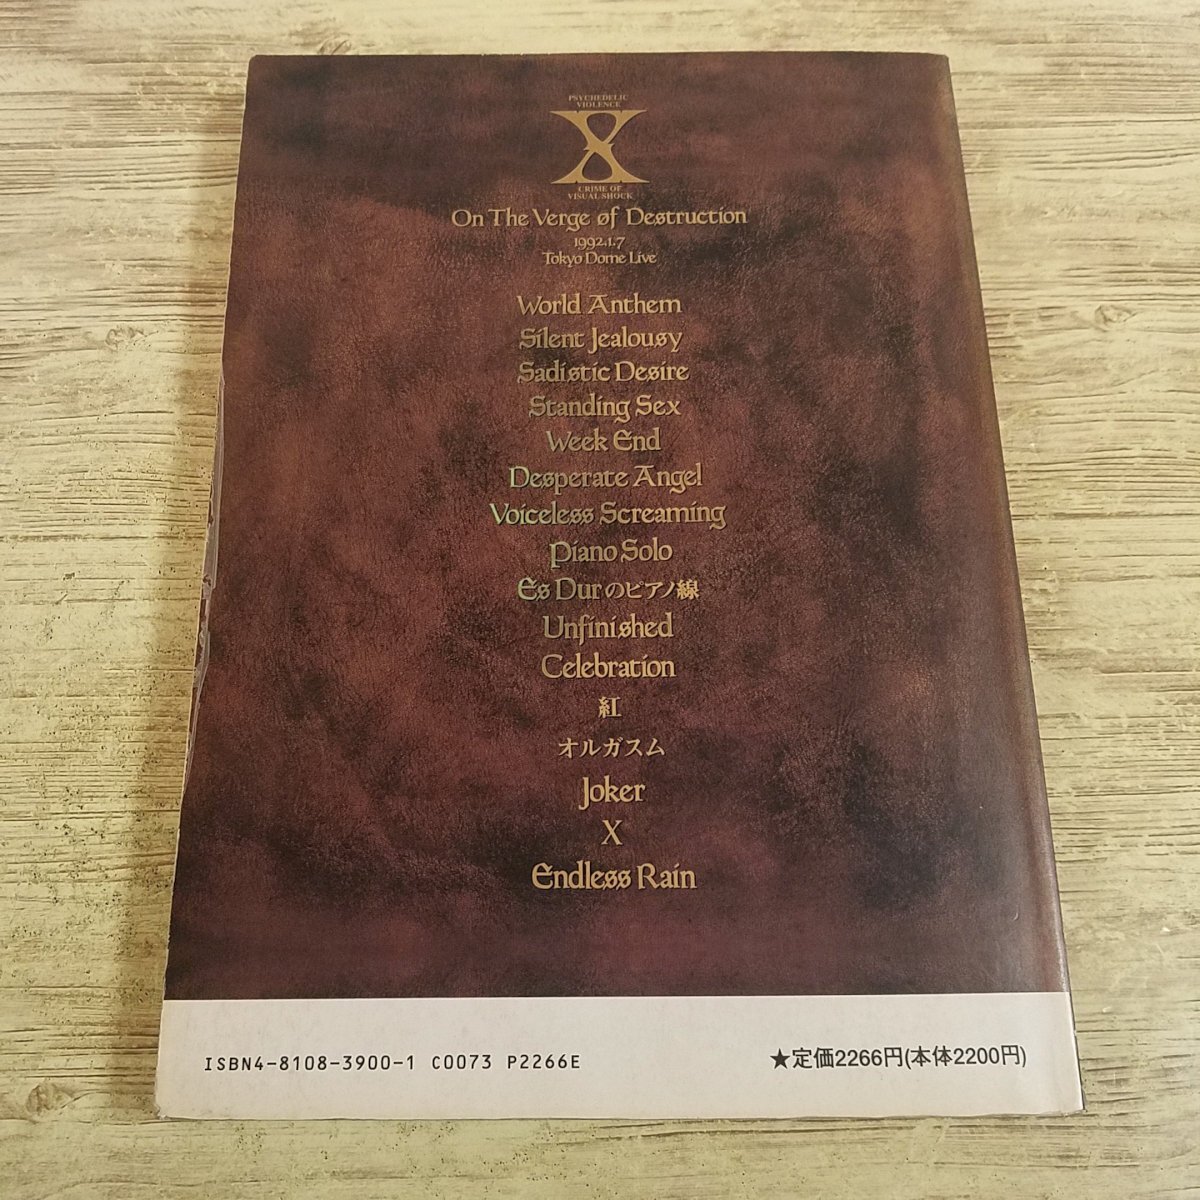 PSYCHEDELIC
VIOLENCE
X
CRIME OF
VISUAL SHOCK
On The Verge of Destruction
1992.1.7
Tokyo Dome Live
World Anthem
Silent Jealousy
Sadistic Desire
Standing Sex
Week End
Desperate Angel
Voiceless Screaming
Piano Solo
Es Durのピアノ線
Unfinished
Celebration
紅
オルガスム
Joker
X
Endless Rain
ISBN4-8108-3900-1 C0073 P2266E
★定価2266円(本体2200円)